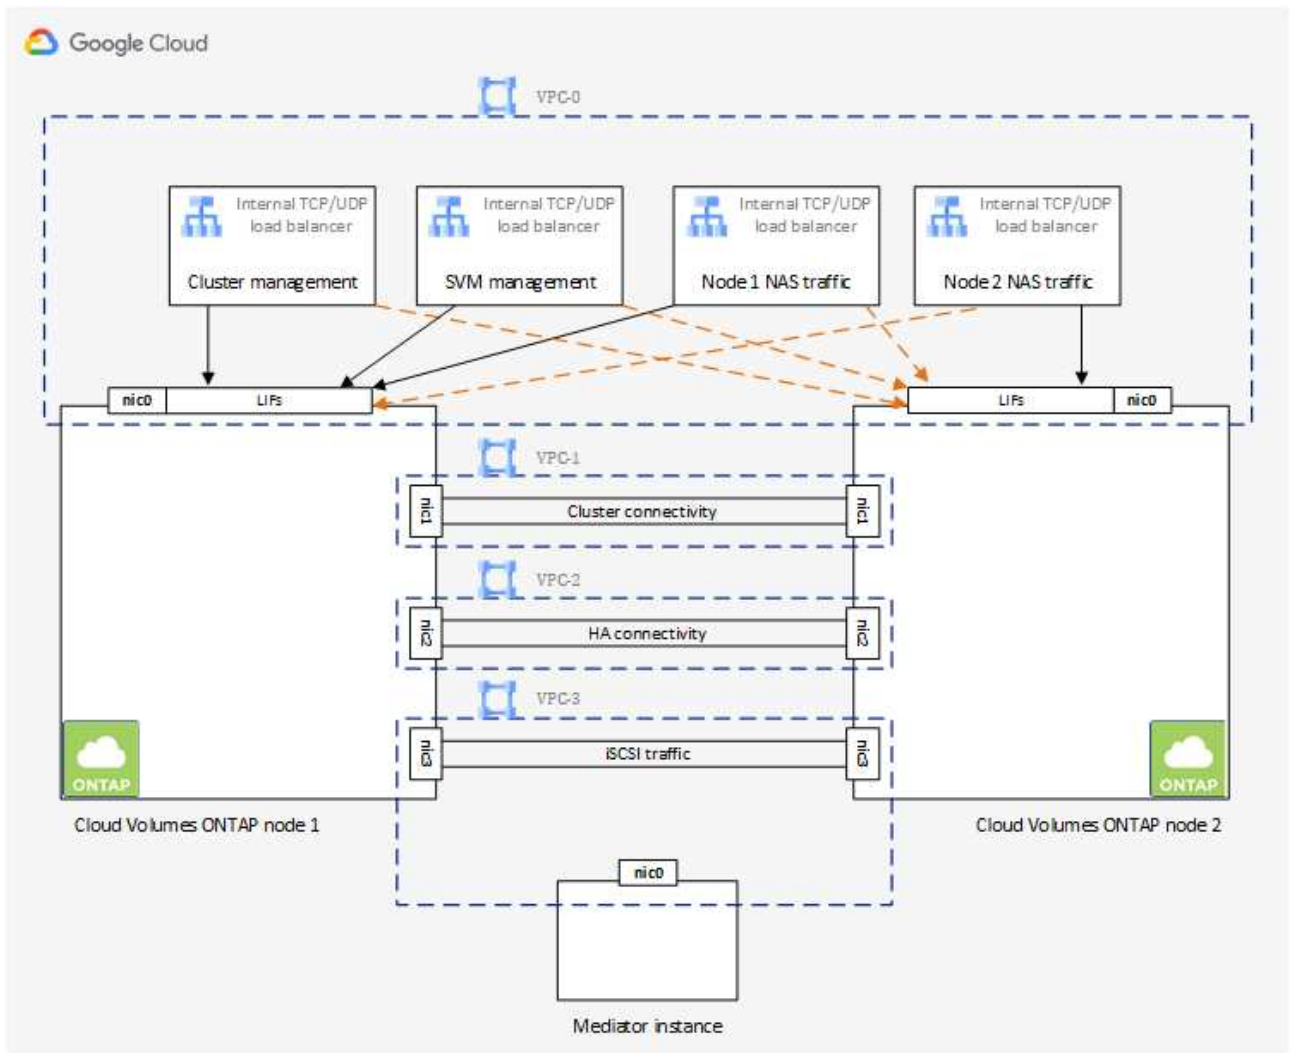 Google Cloud
VPC-0
Internal TCP/UDP
load balancer
Cluster management
Internal TCP/UDP
load balancer
SVM management
Internal TCP/UDP
load balancer
Node 1 NAS traffic
Internal TCP/UDP
load balancer
Node 2 NAS traffic
nic0
LIFs
LIFs
nic0
VPC-1
nic1
Cluster connectivity
nic1
VPC-2
nic2
HA connectivity
nic2
VPC-3
nic3
iSCSI traffic
nic3
ONTAP
ONTAP
Cloud Volumes ONTAP node 1
Cloud Volumes ONTAP node 2
nic0
Mediator instance